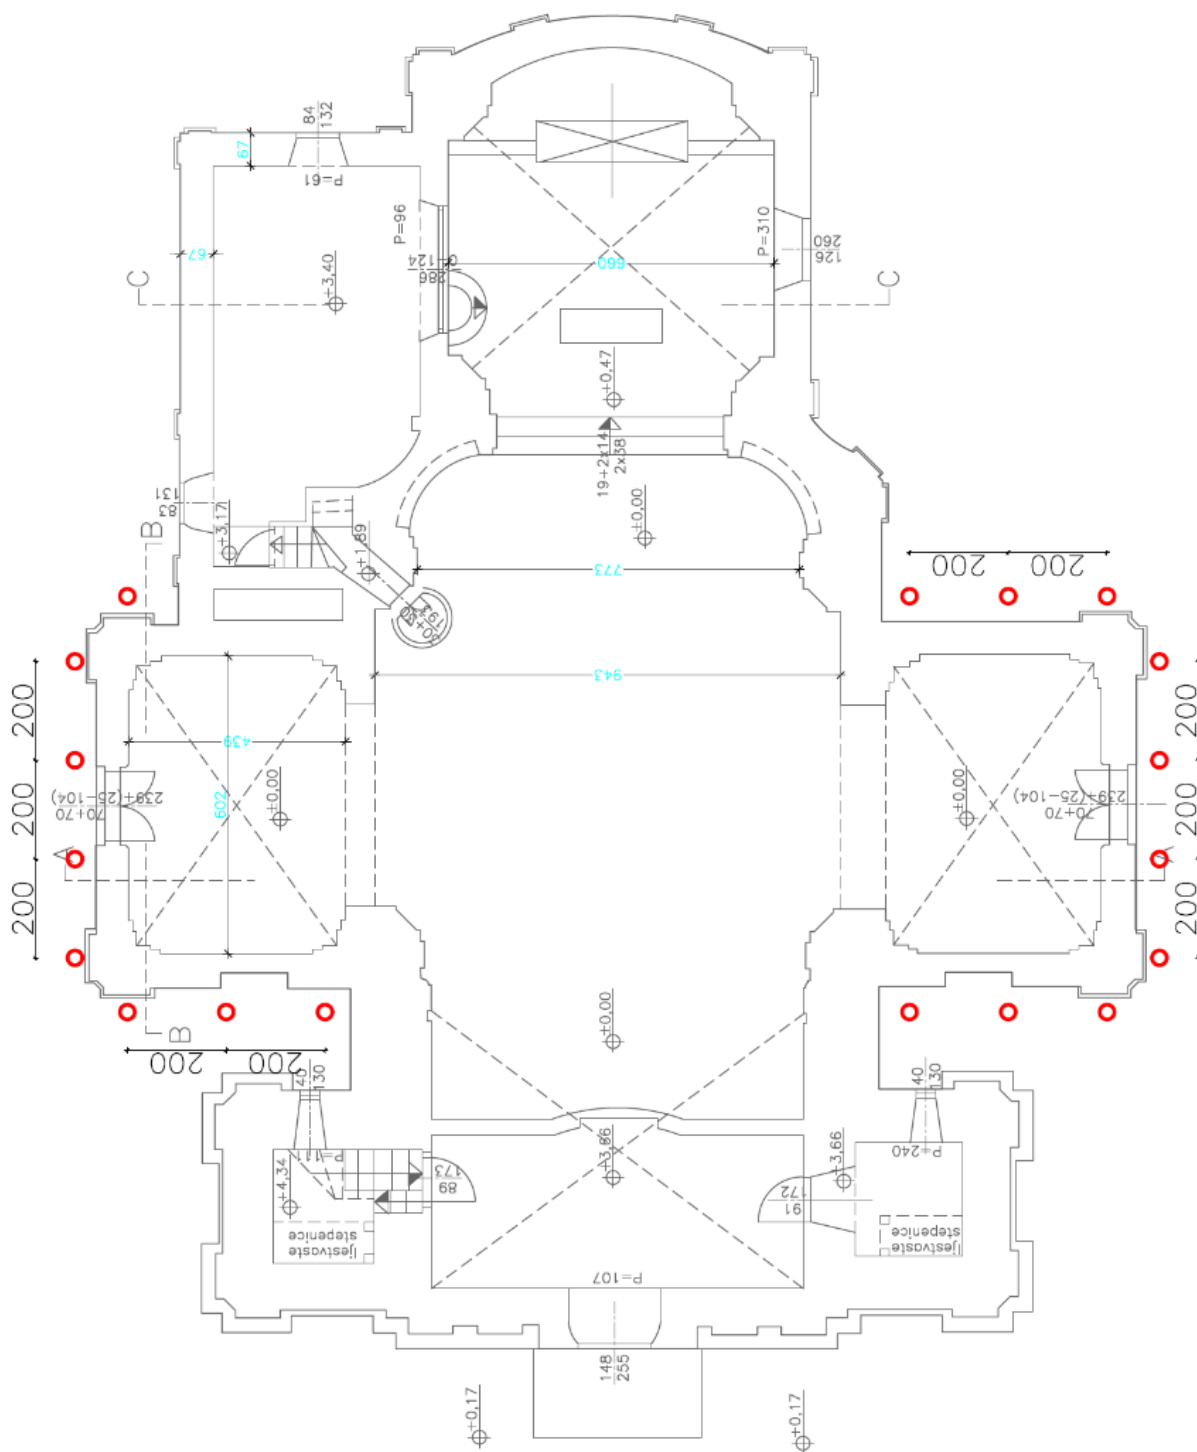 84
132
67
P=61
67
C
+3,40
P=96
0-124
286
660
P=310
260
126
C
+0,47
19+2x14
2x38
131
83
B
+3,17
+1,89
±0,00
773
200
200
943
439
602
±0,00
200
200
200
239+(25-104)
70+70
A
±0,00
239+(25-104)
70+70
200
200
200
A
B
200
200
±0,00
40
130
P=111
+4,34
173
89
ljestvaste
stepenice
+3,66
172
91
+3,66
40
130
P=240
ljestvaste
stepenice
P=107
148
255
+0,17
+0,17